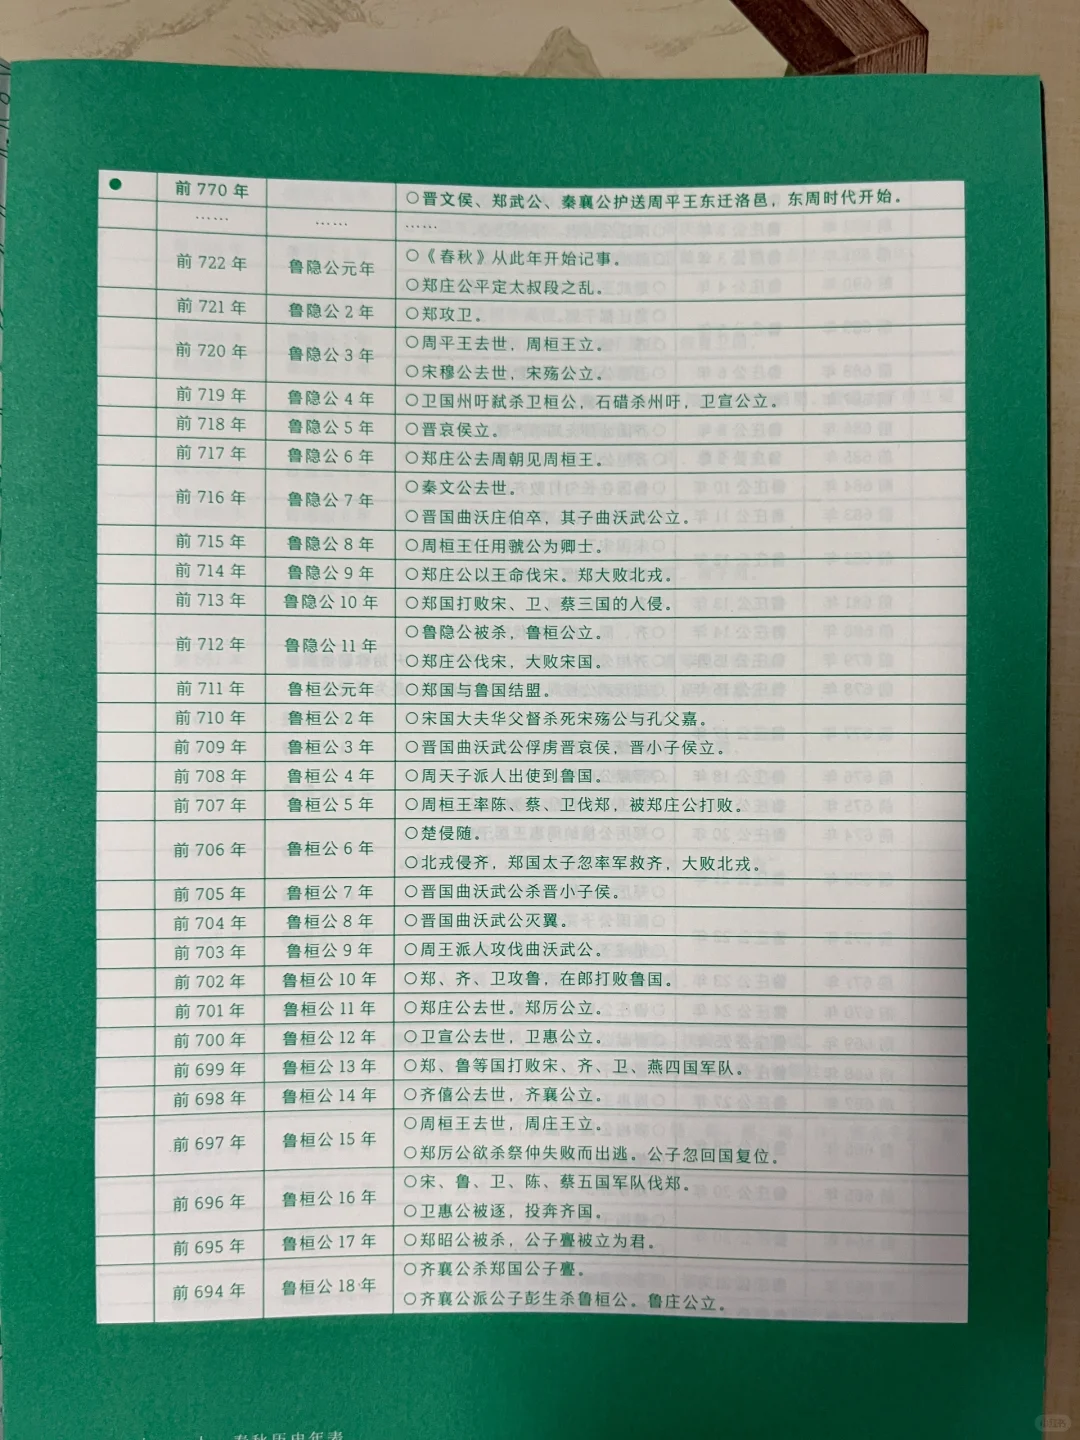 前 770 年 ○晋文侯、郑武公、秦襄公护送周平王东迁洛邑，东周时代开始。
…… …… ……
前 722 年 鲁隐公元年 ○《春秋》从此年开始记事。
○郑庄公平定太叔段之乱。
前 721 年 鲁隐公 2 年 ○郑攻卫。
前 720 年 鲁隐公 3 年 ○周平王去世，周桓王立。
○宋穆公去世，宋殇公立。
前 719 年 鲁隐公 4 年 ○卫国州吁弑杀卫桓公，石碏杀州吁，卫宣公立。
前 718 年 鲁隐公 5 年 ○晋哀侯立。
前 717 年 鲁隐公 6 年 ○郑庄公去周朝见周桓王。
前 716 年 鲁隐公 7 年 ○秦文公去世。
○晋国曲沃庄伯卒，其子曲沃武公立。
前 715 年 鲁隐公 8 年 ○周桓王任用虢公为卿士。
前 714 年 鲁隐公 9 年 ○郑庄公以王命伐宋。郑大败北戎。
前 713 年 鲁隐公 10 年 ○郑国打败宋、卫、蔡三国的入侵。
前 712 年 鲁隐公 11 年 ○鲁隐公被杀，鲁桓公立。
○郑庄公伐宋，大败宋国。
前 711 年 鲁桓公元年 ○郑国与鲁国结盟。
前 710 年 鲁桓公 2 年 ○宋国大夫华父督杀死宋殇公与孔父嘉。
前 709 年 鲁桓公 3 年 ○晋国曲沃武公俘虏晋哀侯，晋小子侯立。
前 708 年 鲁桓公 4 年 ○周天子派人出使到鲁国。
前 707 年 鲁桓公 5 年 ○周桓王率陈、蔡、卫伐郑，被郑庄公打败。
前 706 年 鲁桓公 6 年 ○楚侵随。
○北戎侵齐，郑国太子忽率军救齐，大败北戎。
前 705 年 鲁桓公 7 年 ○晋国曲沃武公杀晋小子侯。
前 704 年 鲁桓公 8 年 ○晋国曲沃武公灭翼。
前 703 年 鲁桓公 9 年 ○周王派人攻伐曲沃武公。
前 702 年 鲁桓公 10 年 ○郑、齐、卫攻鲁，在郎打败鲁国。
前 701 年 鲁桓公 11 年 ○郑庄公去世。郑厉公立。
前 700 年 鲁桓公 12 年 ○卫宣公去世，卫惠公立。
前 699 年 鲁桓公 13 年 ○郑、鲁等国打败宋、齐、卫、燕四国军队。
前 698 年 鲁桓公 14 年 ○齐僖公去世，齐襄公立。
前 697 年 鲁桓公 15 年 ○周桓王去世，周庄王立。
○郑厉公欲杀祭仲失败而出逃。公子忽回国复位。
前 696 年 鲁桓公 16 年 ○宋、鲁、卫、陈、蔡五国军队伐郑。
○卫惠公被逐，投奔齐国。
前 695 年 鲁桓公 17 年 ○郑昭公被杀，公子亹被立为君。
前 694 年 鲁桓公 18 年 ○齐襄公杀郑国公子亹。
○齐襄公派公子彭生杀鲁桓公。鲁庄公立。
春秋历史年表